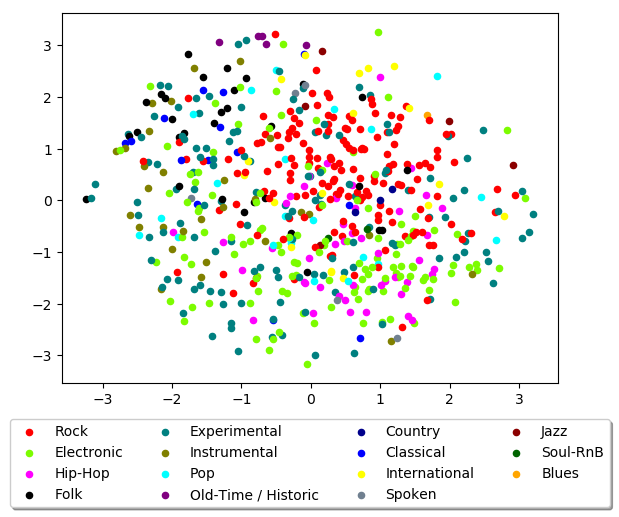 3
2
1
0
−1
−2
−3
−3 −2 −1 0 1 2 3
Rock Experimental Country Jazz
Electronic Instrumental Classical Soul-RnB
Hip-Hop Pop International Blues
Folk Old-Time / Historic Spoken